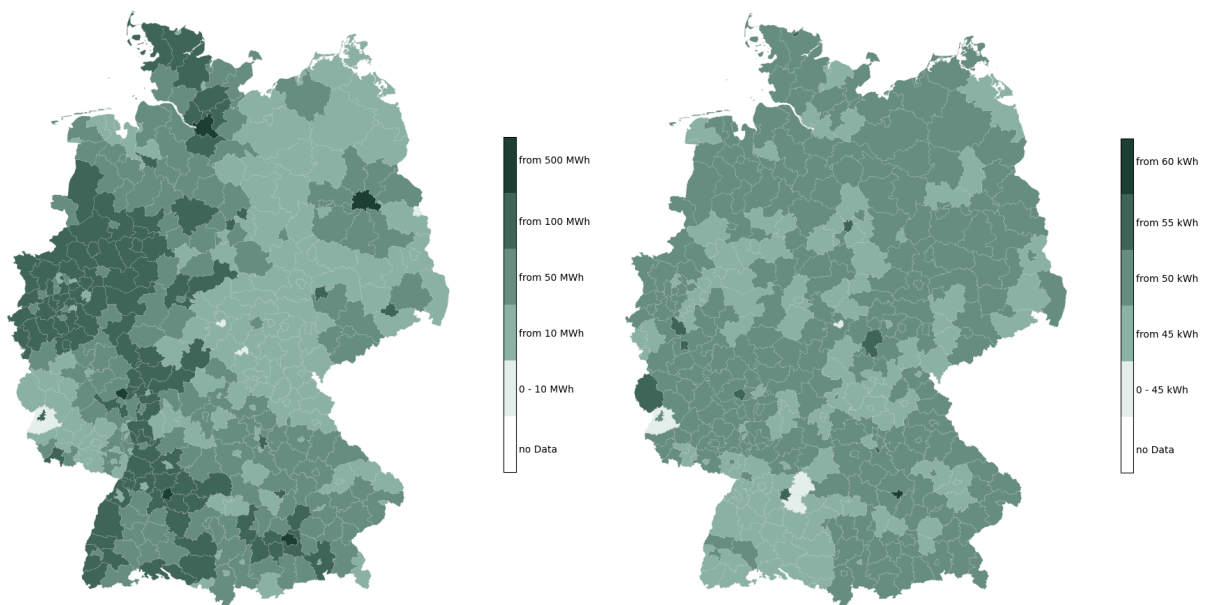 from 500 MWh
from 100 MWh
from 50 MWh
from 10 MWh
0 - 10 MWh
no Data
from 60 kWh
from 55 kWh
from 50 kWh
from 45 kWh
0 - 45 kWh
no Data